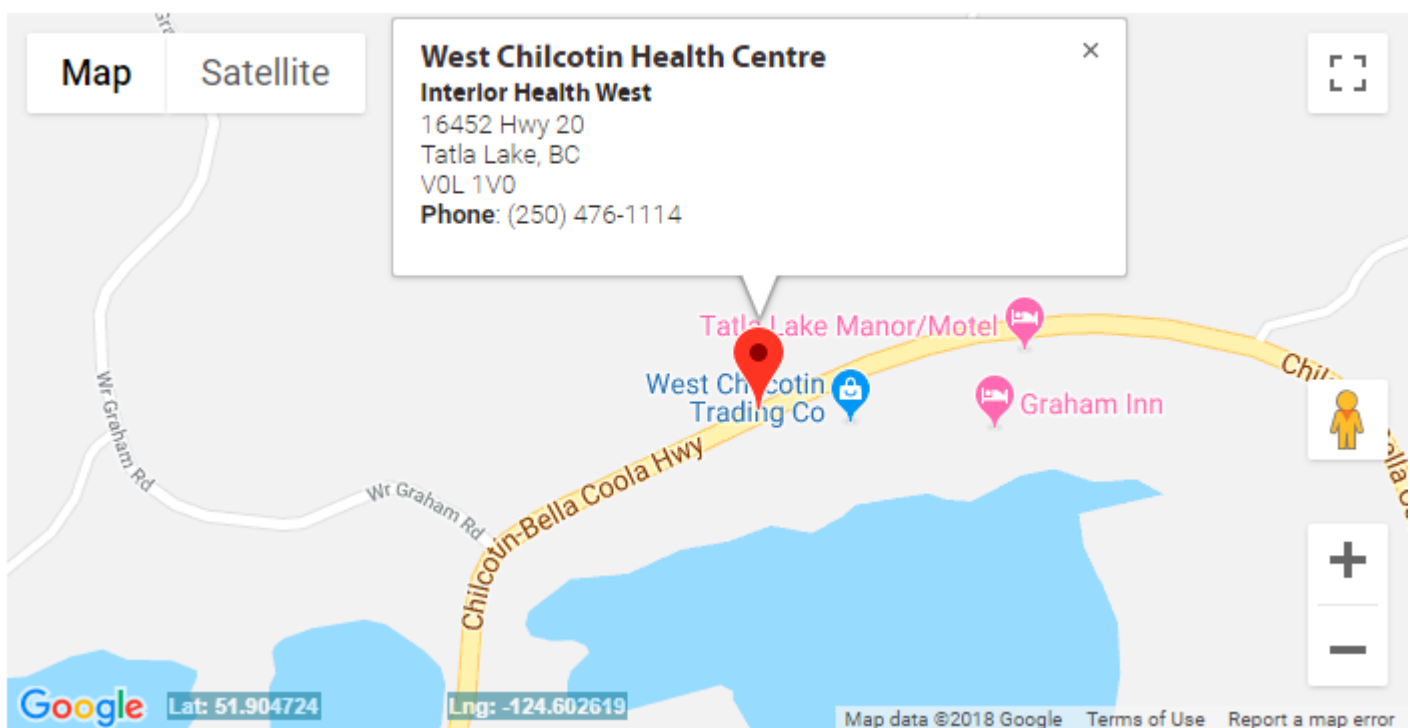 Map
Satellite
West Chilcotin Health Centre
Interior Health West
16452 Hwy 20
Tatla Lake, BC
V0L 1V0
Phone: (250) 476-1114
Tatla Lake Manor/Motel
West Chilcotin
Trading Co
Graham Inn
Wr Graham Rd
Wr Graham Rd
Chilcotin-Bella Coola Hwy
Google
Lat: 51.904724
Lng: -124.602619
Map data ©2018 Google
Terms of Use
Report a map error